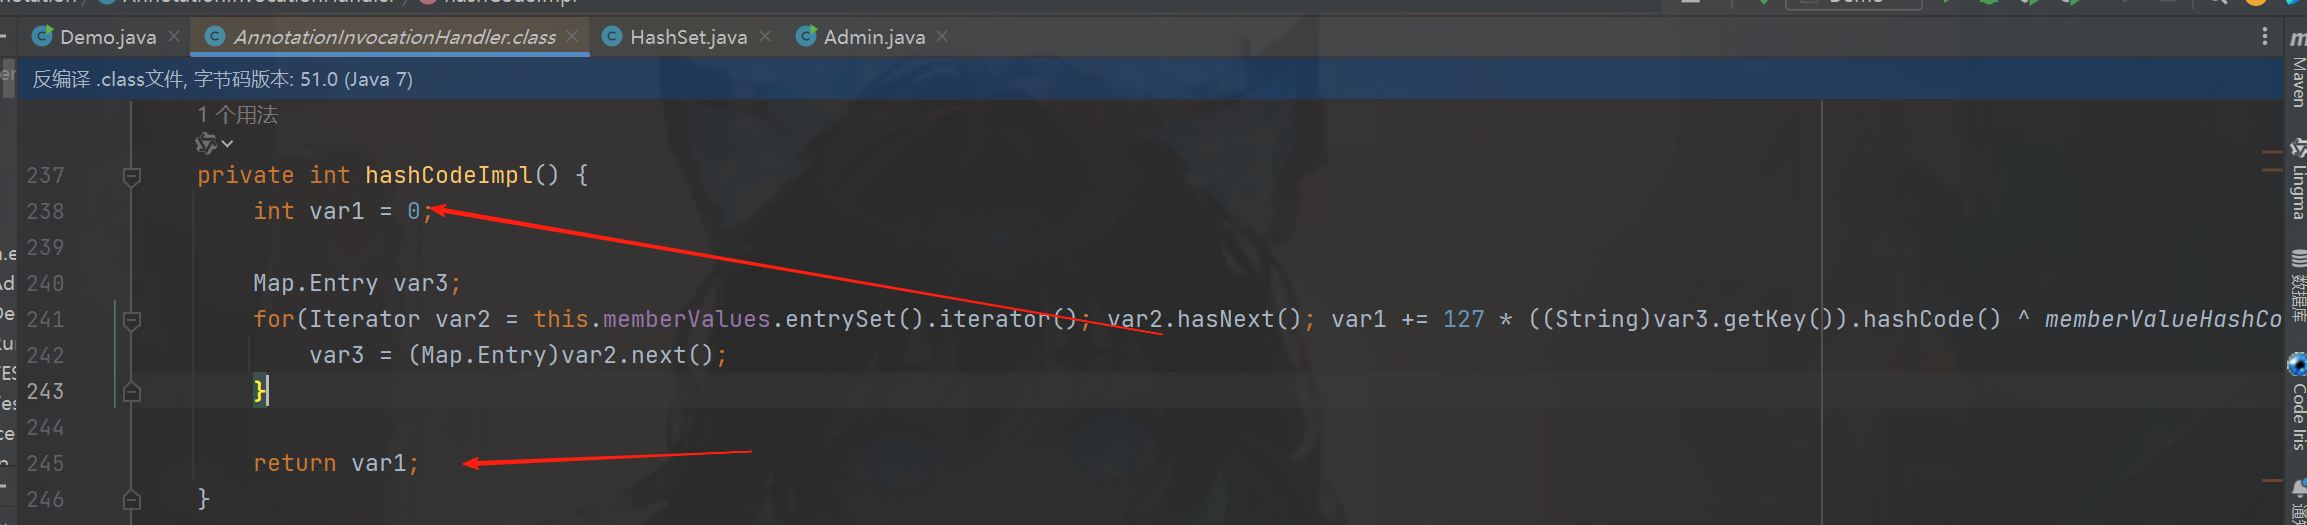 Demo.java AnnotationInvocationHandler.class HashSet.java Admin.java
反编译 .class文件, 字节码版本: 51.0 (Java 7)
1 个用法
237 private int hashCodeImpl() {
238 int var1 = 0;
239
240 Map.Entry var3;
241 for(Iterator var2 = this.memberValues.entrySet().iterator(); var2.hasNext(); var1 += 127 * ((String)var3.getKey()).hashCode() ^ memberValueHashCo
242 var3 = (Map.Entry)var2.next();
243 }
244
245 return var1;
246 }
Maven
Lingma
数据库
Code Iris